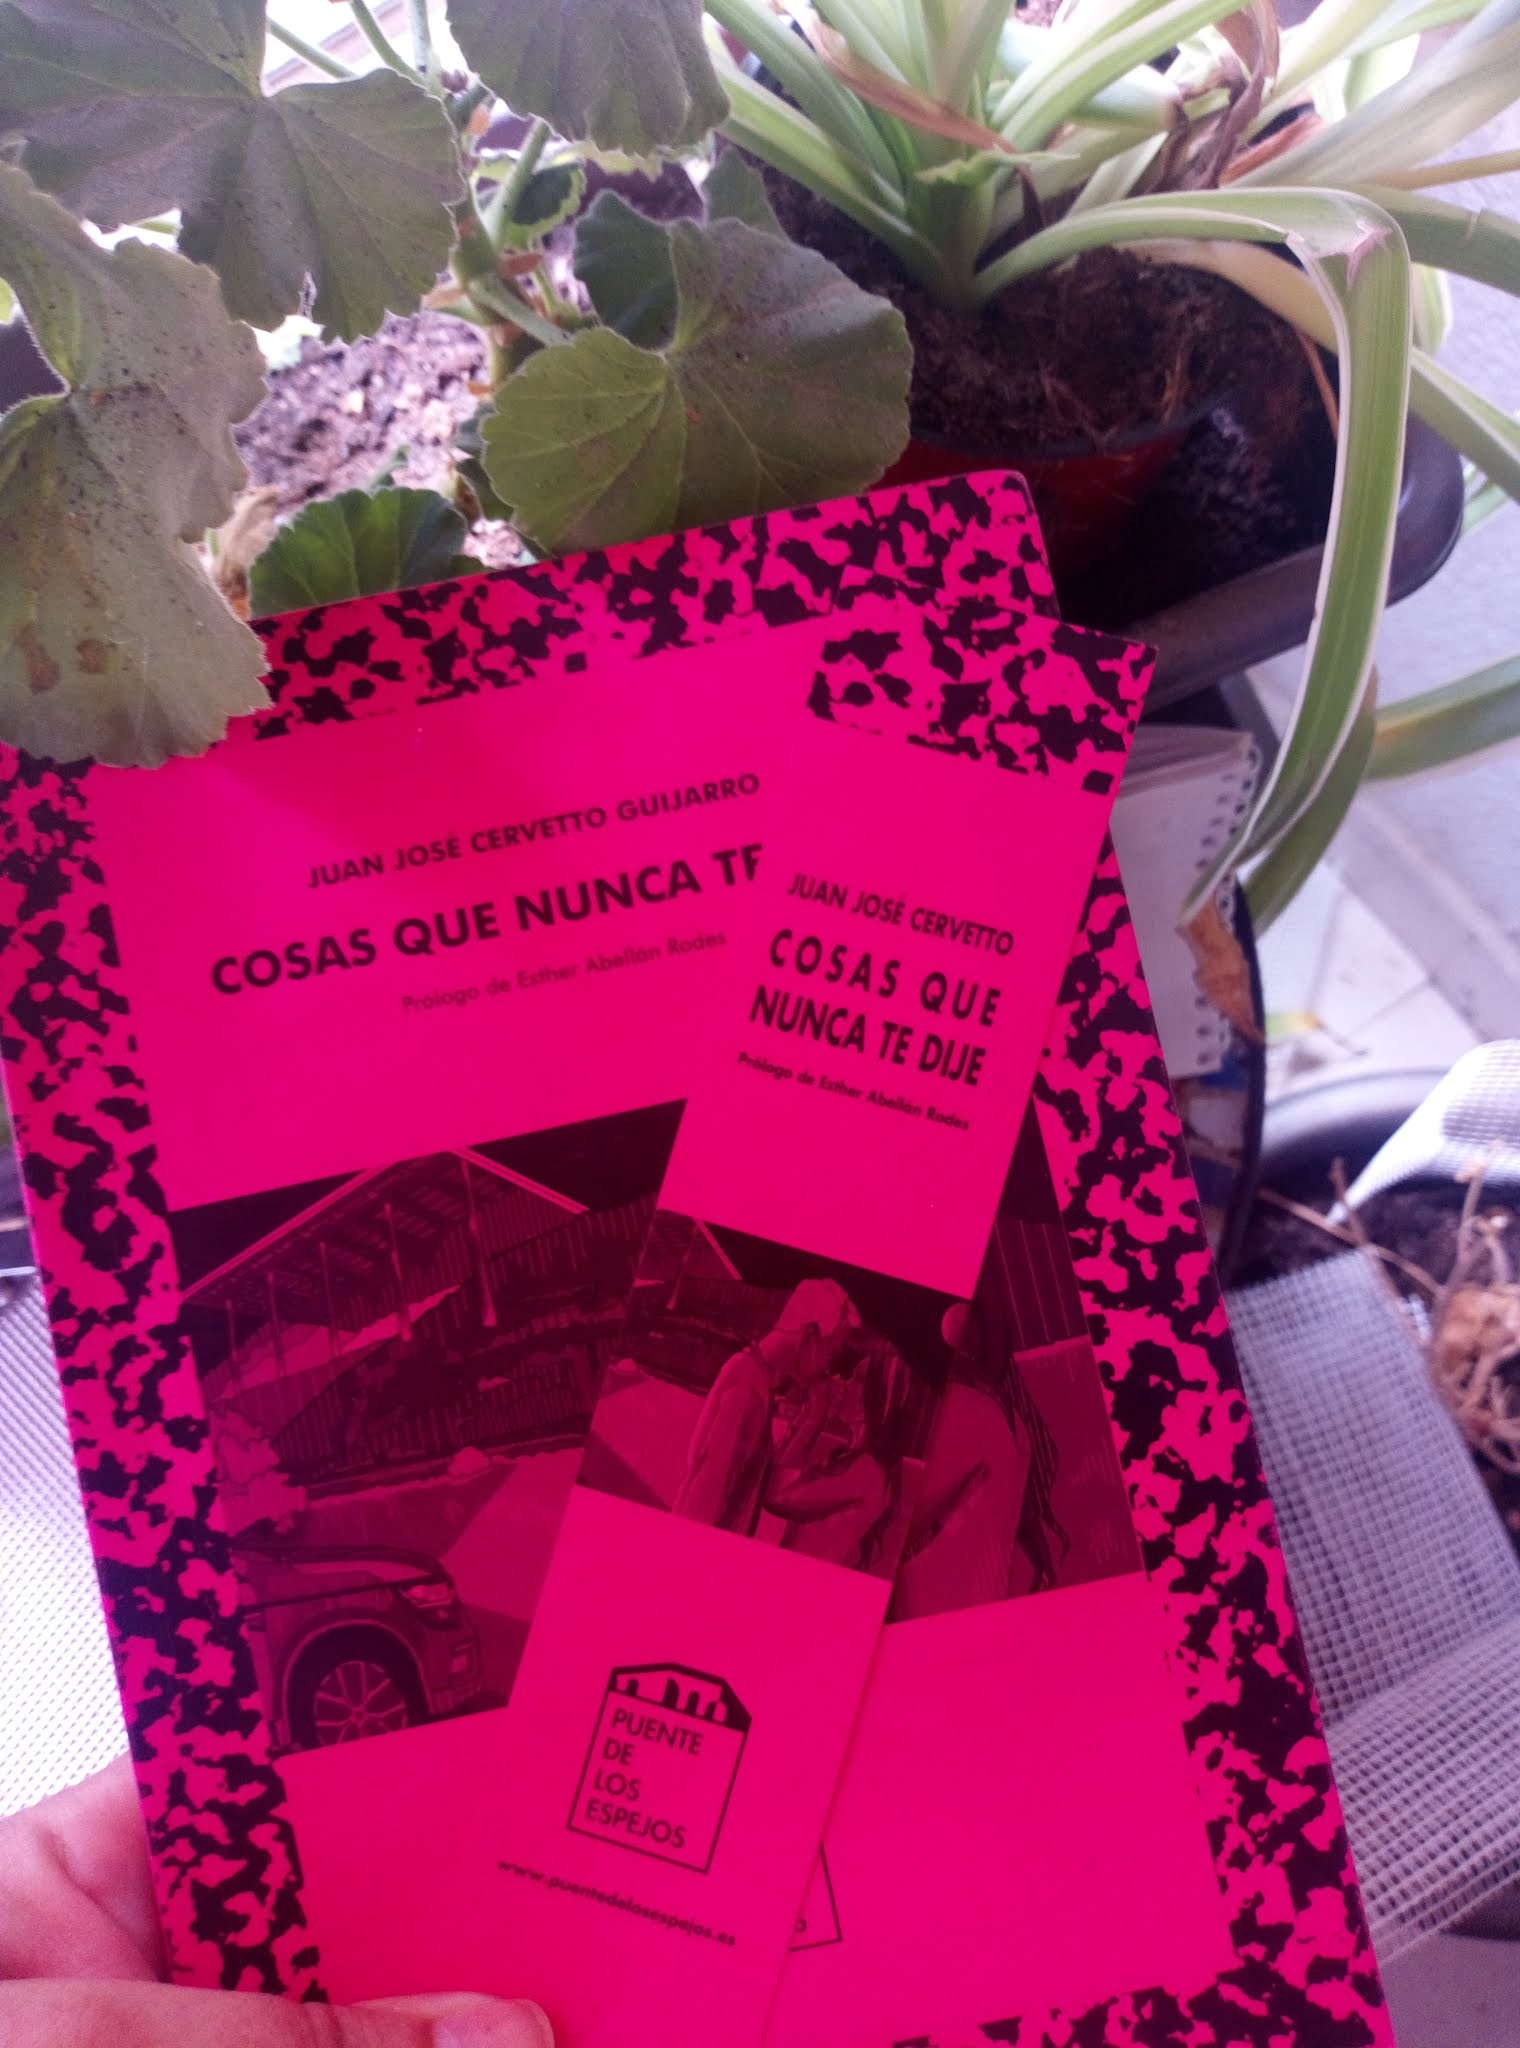 JUAN JOSÉ CERVETTO GUIJARRO
COSAS QUE NUNCA TE
Prólogo de Esther Abellán Rodes
JUAN JOSÉ CERVETTO
COSAS QUE
NUNCA TE DIJE
Prólogo de Esther Abellán Rodes
PUENTE
DE
LOS
ESPEJOS
www.puentedelosespejos.es